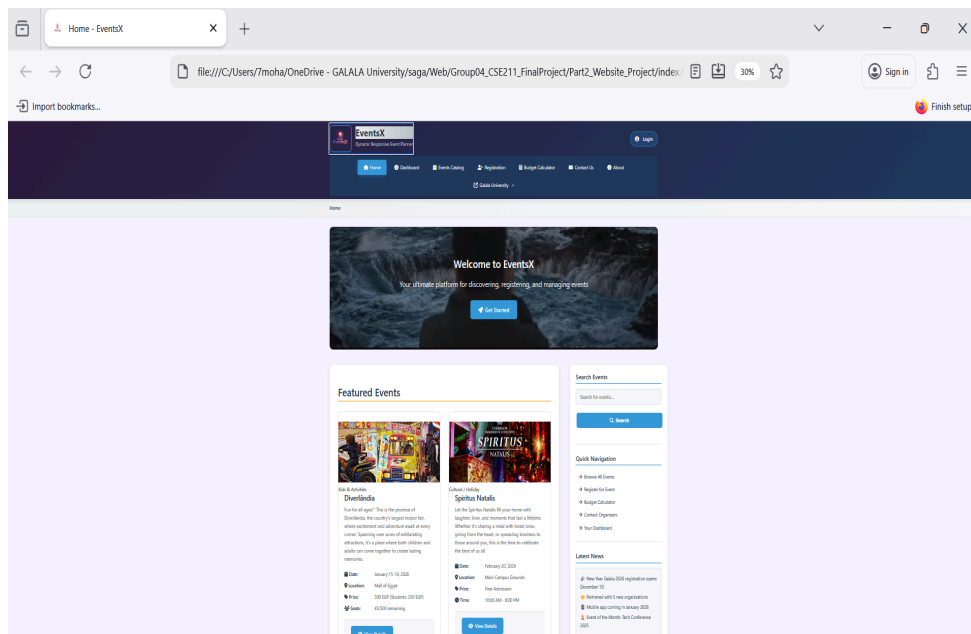 Home - EventsX
file:///C:/Users/7moha/OneDrive - GALALA University/saga/Web/Group04_CSE211_FinalProject/Part2_Website_Project/index.
30%
Sign in
Import bookmarks...
Finish setup
EventsX
Dynamic Responsive Event Planner
Login
Home Dashboard Events Catalog Registration Budget Calculator Contact Us About
Galala University
Home
Welcome to EventsX
Your ultimate platform for discovering, registering, and managing events
Get Started
Featured Events
Kids & Activities
Diverlândia
Fun for all ages!" This is the promise of
Diverlândia, the country's largest indoor fair,
where excitement and adventure await at every
corner. Spanning over acres of exhilarating
attractions, it's a place where both children and
adults can come together to create lasting
memories.
Date: January 15-16, 2026
Location: Mall of Egypt
Price: 500 EGP (Students: 250 EGP)
Seats: 45/500 remaining
View Details
SPIRITUS
NATALIS
Cultural / Holiday
Spiritus Natalis
Let the Spiritus Natalis fill your home with
laughter, love, and moments that last a lifetime.
Whether it's sharing a meal with loved ones,
giving from the heart, or spreading kindness to
those around you, this is the time to celebrate
the best of us all.
Date: February 20, 2026
Location: Main Campus Grounds
Price: Free Admission
Time: 10:00 AM - 8:00 PM
View Details
Search Events
Search for events...
Search
Quick Navigation
→ Browse All Events
→ Register for Event
→ Budget Calculator
→ Contact Organizers
→ Your Dashboard
Latest News
New Year Galala 2026 registration opens
December 10
Partnered with 5 new organizations
Mobile app coming in January 2026
Event of the Month: Tech Conference
2025